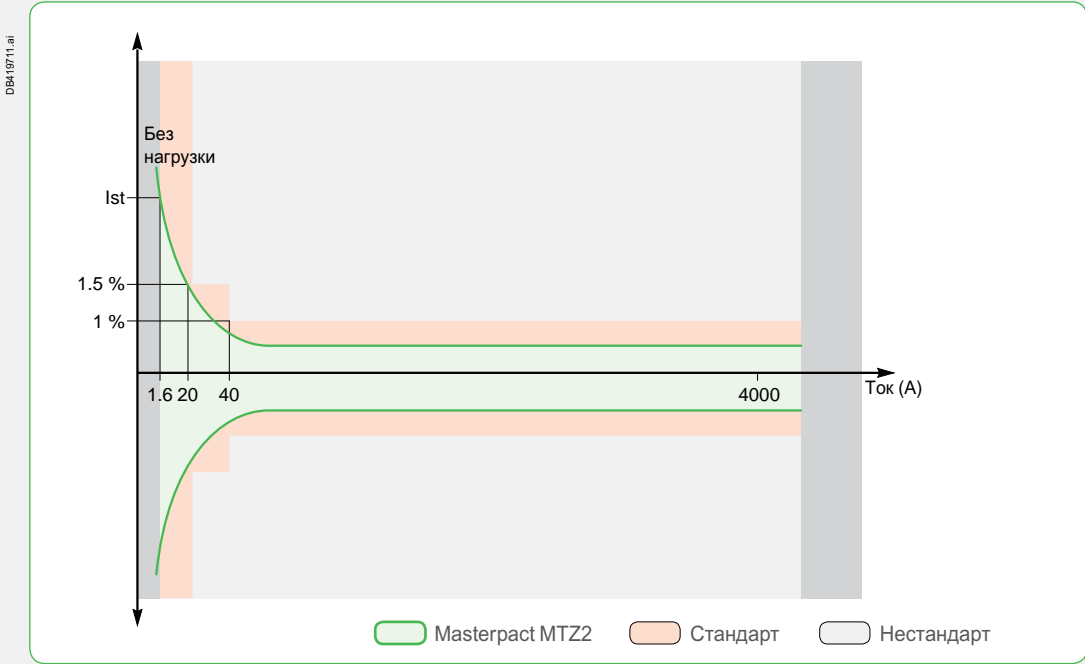 DB419711.ai
Без
нагрузки
Ist
1.5 %
1 %
1.6 20 40 4000
Ток (A)
Masterpact MTZ2 Стандарт Нестандарт